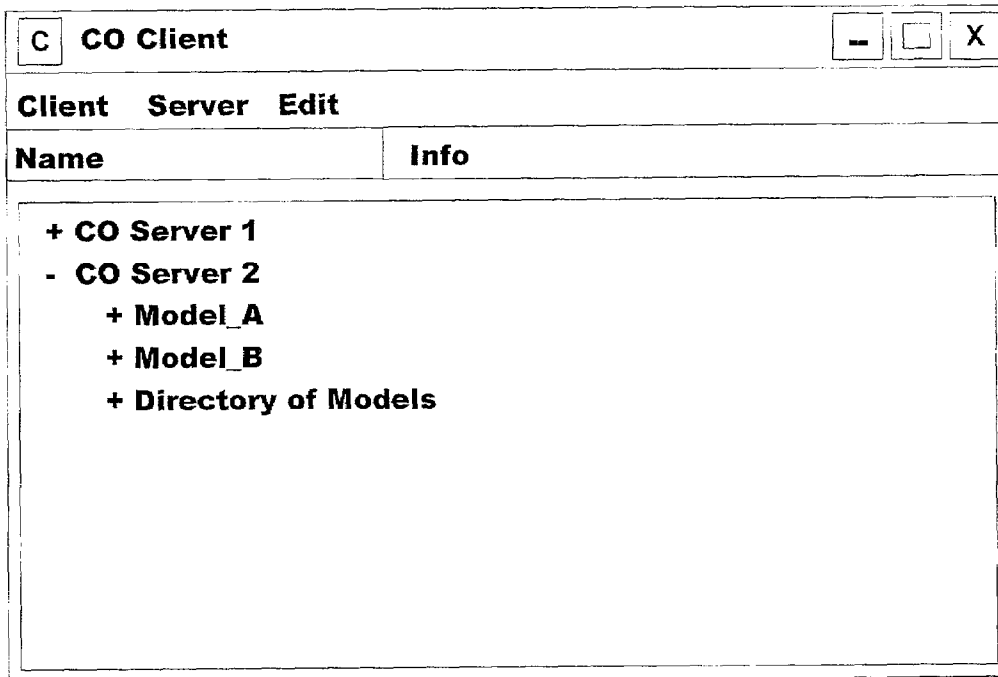 C CO Client -- X
Client Server Edit
Name Info
+ CO Server 1
- CO Server 2
+ Model_A
+ Model_B
+ Directory of Models